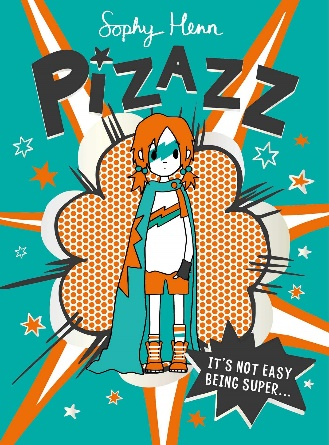 Sophy Henn
PiZAZZ
IT'S NOT EASY
BEING SUPER...